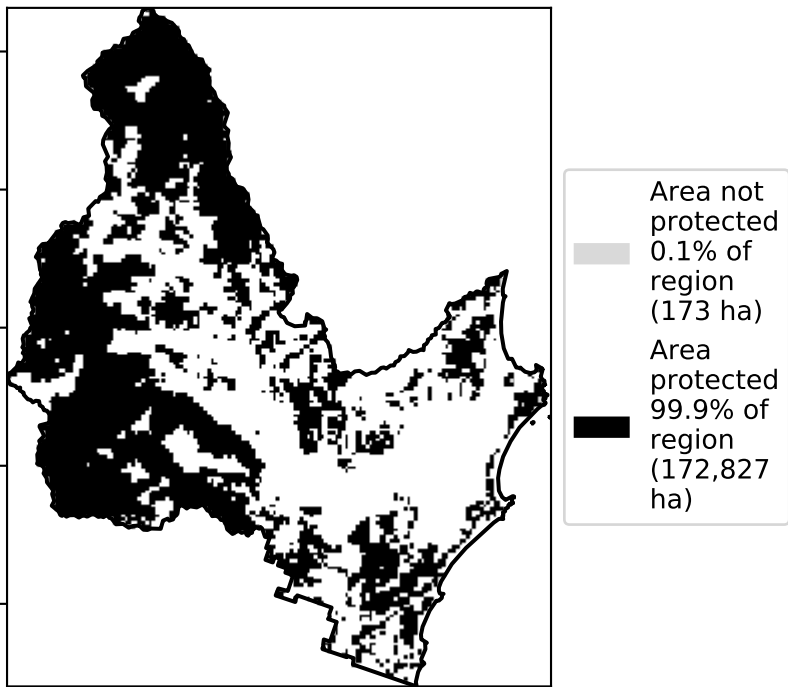 Area not
protected
0.1% of
region
(173 ha)
Area
protected
99.9% of
region
(172,827
ha)